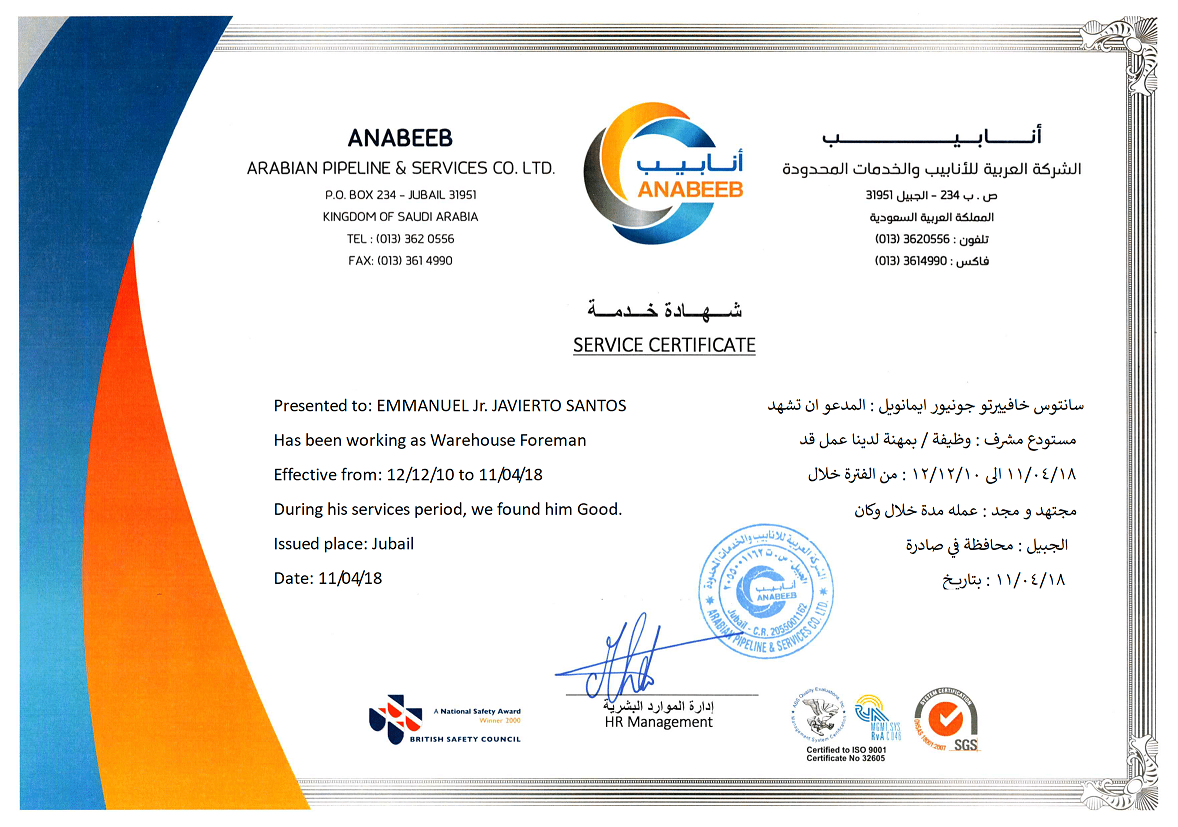 ANABEEB
ARABIAN PIPELINE & SERVICES CO. LTD.
P.O. BOX 234 – JUBAIL 31951
KINGDOM OF SAUDI ARABIA
TEL : (013) 362 0556
FAX: (013) 361 4990
أنابيب
ANABEEB
أنـــابـيـــــــب
الشركة العربية للأنابيب والخدمات المحدودة
ص . ب 234 – الجبيل 31951
المملكة العربية السعودية
تلفون : 3620556 (013)
فاكس : 3614990 (013)
شـــهـــادة خـــدمـــة
SERVICE CERTIFICATE
Presented to: EMMANUEL Jr. JAVIERTO SANTOS
Has been working as Warehouse Foreman
Effective from: 12/12/10 to 11/04/18
During his services period, we found him Good.
Issued place: Jubail
Date: 11/04/18
سانتوس خافييرتو جونيور ايمانويل : المدعو ان تشهد
مستودع مشرف : وظيفة / بمهنة لدينا عمل قد
١١/٠٤/١٨ الى ١٢/١٢/١٠ : من الفترة خلال
مجتهد و مجد : عمله مدة خلال وكان
الجبيل : محافظة في صادرة
١١/٠٤/١٨ : بتاريخ
الشركة العربية للأنابيب والخدمات المحدودة
الجبيل - س.ت ٢٠٥٥٠٠١١٦٢
أنابيب
ANABEEB
Jubail - C.R. 2055001162
ARABIAN PIPELINE & SERVICES CO. LTD.
إدارة الموارد البشرية
HR Management
A National Safety Award
Winner 2000
BRITISH SAFETY COUNCIL
ABS Quality Evaluations, Inc.
Management System Certification
MGMT. SYS.
RvA C 046
Certified to ISO 9001
Certificate No 32605
SYSTEM CERTIFICATION
OHSAS 18001:2007
SGS